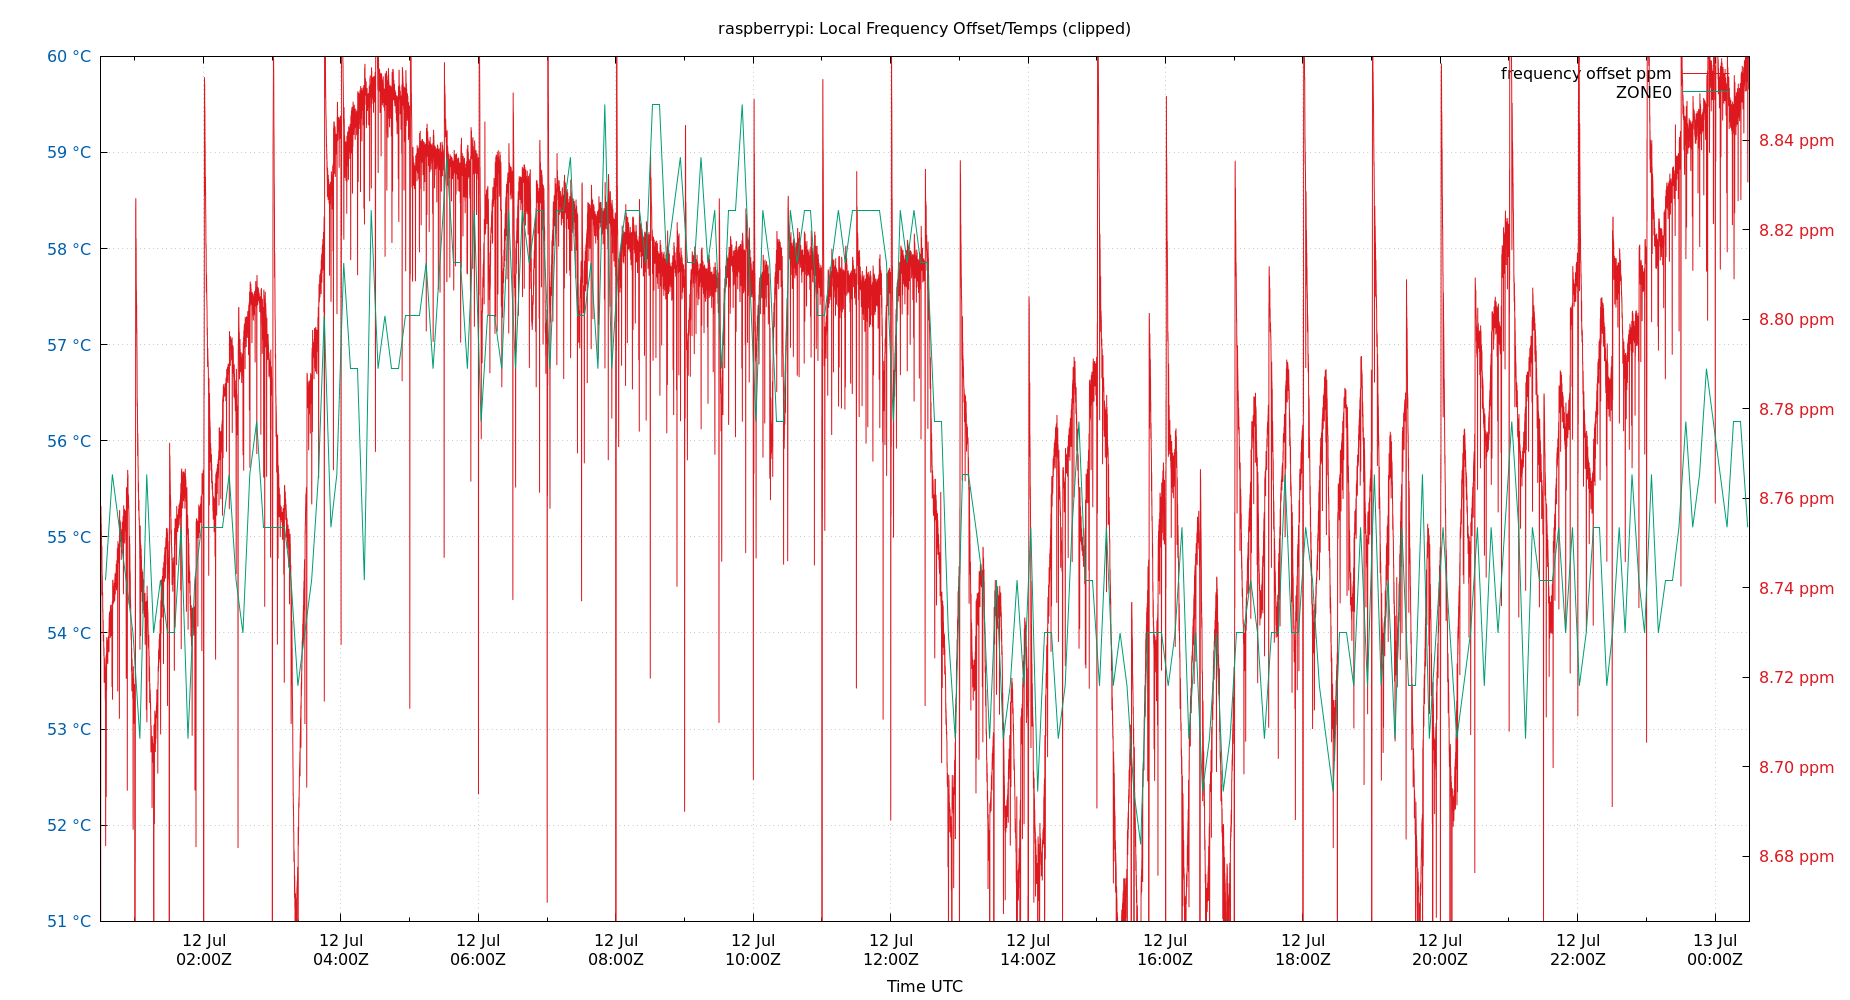 raspberrypi: Local Frequency Offset/Temps (clipped)
60 °C
59 °C
58 °C
57 °C
56 °C
55 °C
54 °C
53 °C
52 °C
51 °C
frequency offset ppm
ZONE0
8.84 ppm
8.82 ppm
8.80 ppm
8.78 ppm
8.76 ppm
8.74 ppm
8.72 ppm
8.70 ppm
8.68 ppm
12 Jul 12 Jul 12 Jul 12 Jul 12 Jul 12 Jul 12 Jul 12 Jul 12 Jul 12 Jul 12 Jul 13 Jul
02:00Z 04:00Z 06:00Z 08:00Z 10:00Z 12:00Z 14:00Z 16:00Z 18:00Z 20:00Z 22:00Z 00:00Z
Time UTC